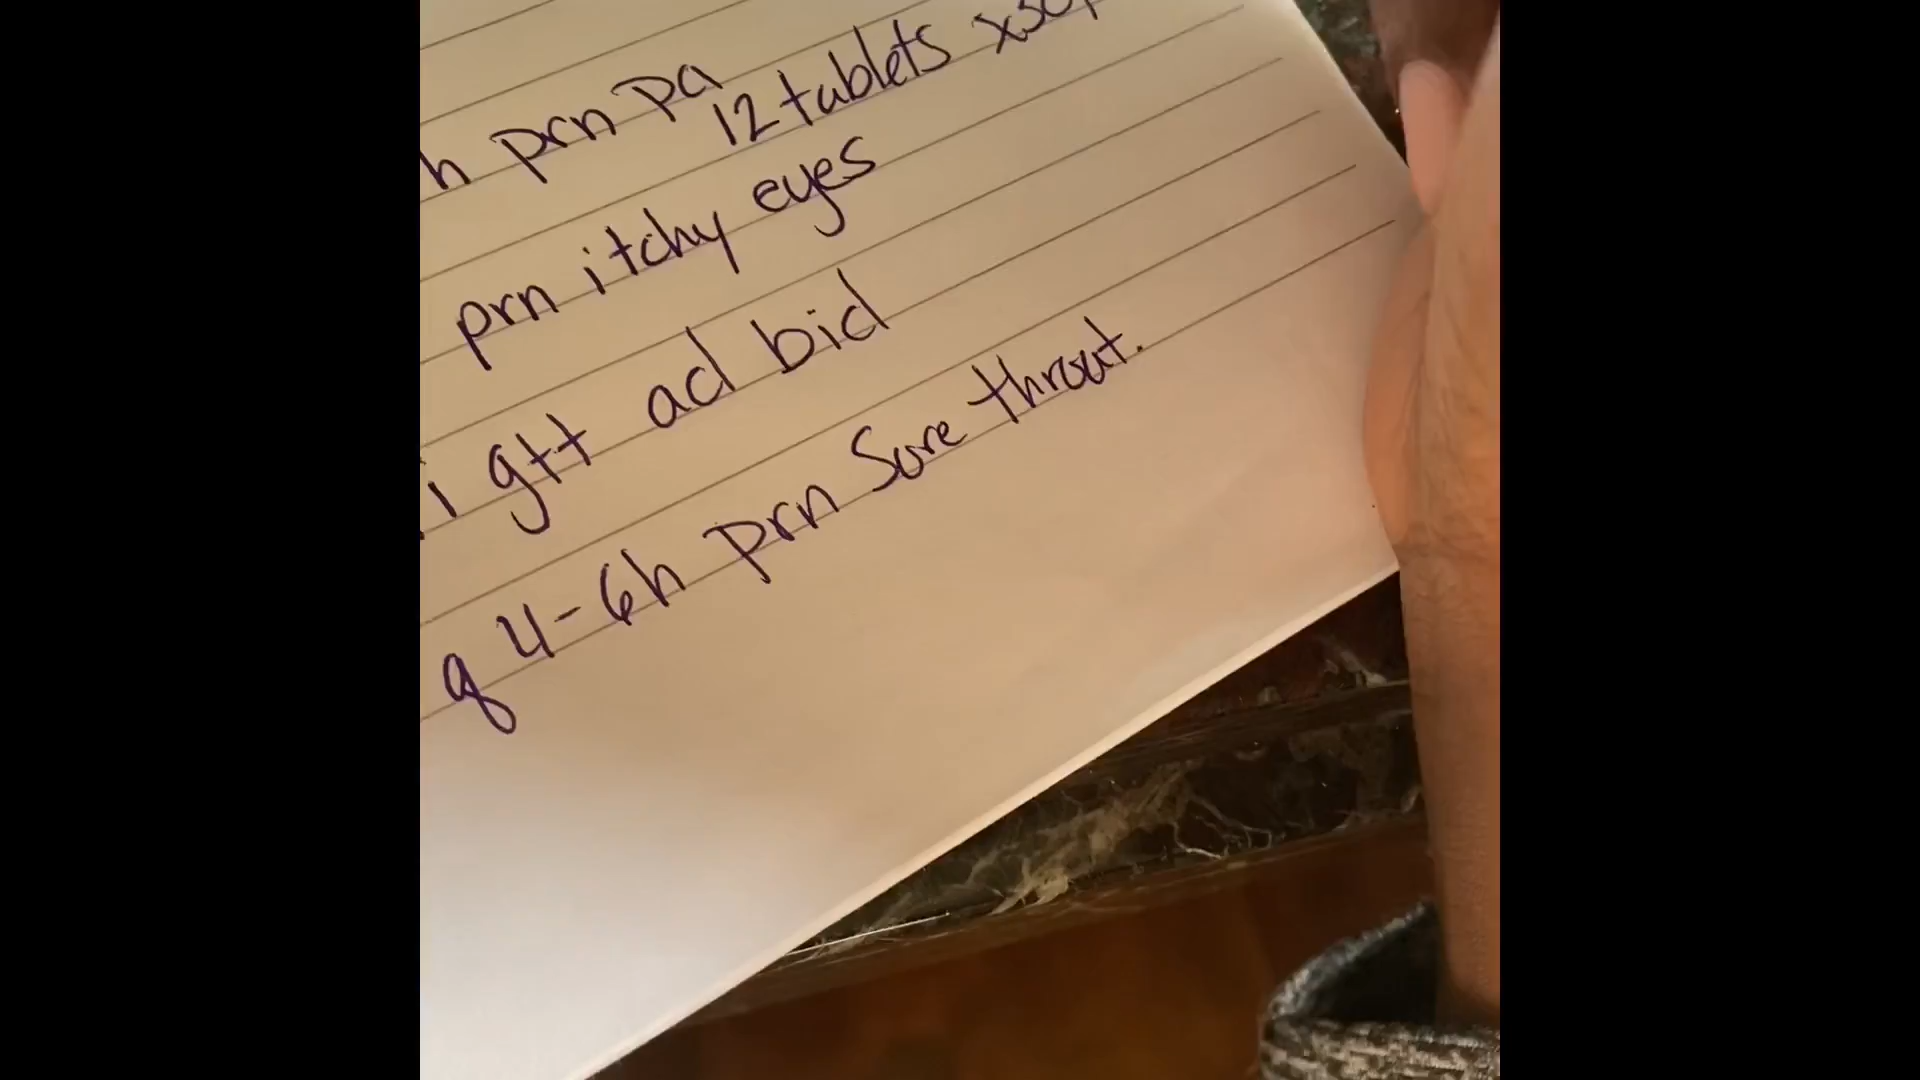 h prn pa
12 tablets
prn itchy eyes
i gtt ad bid
q 4-6h prn Sore throat.